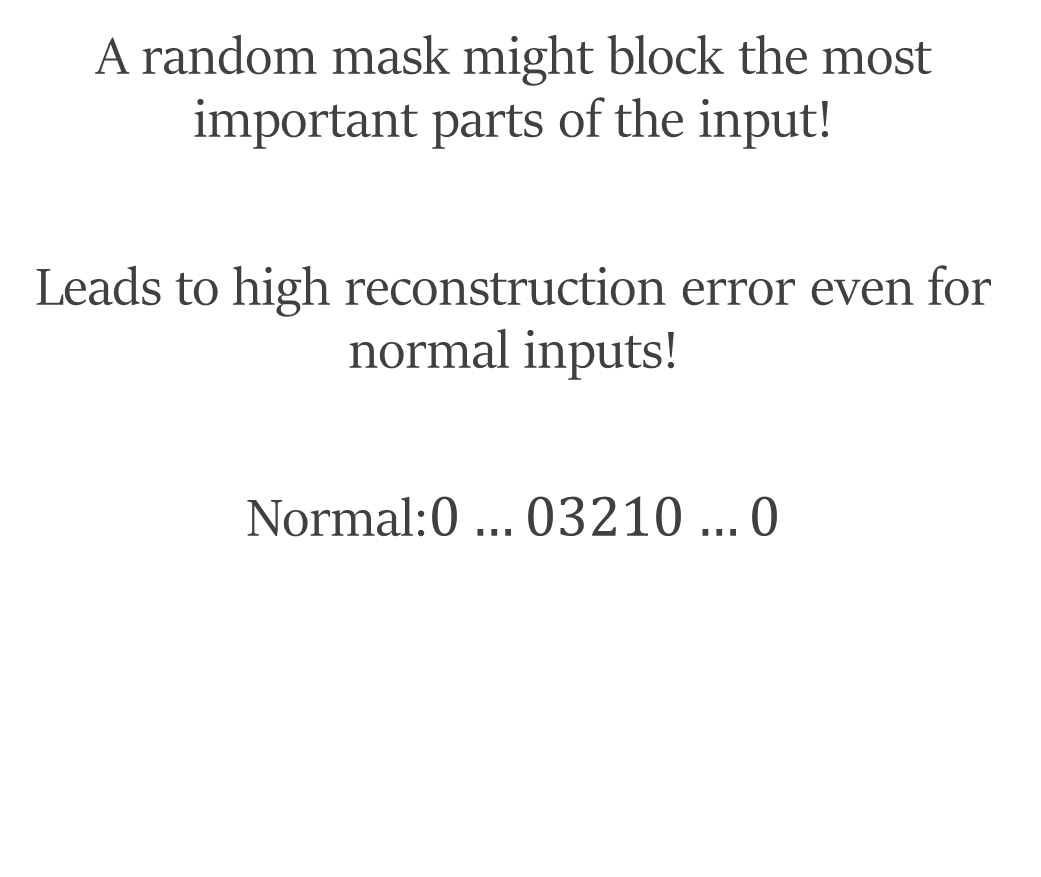 A random mask might block the most
important parts of the input!
Leads to high reconstruction error even for
normal inputs!
Normal:0 … 03210 … 0